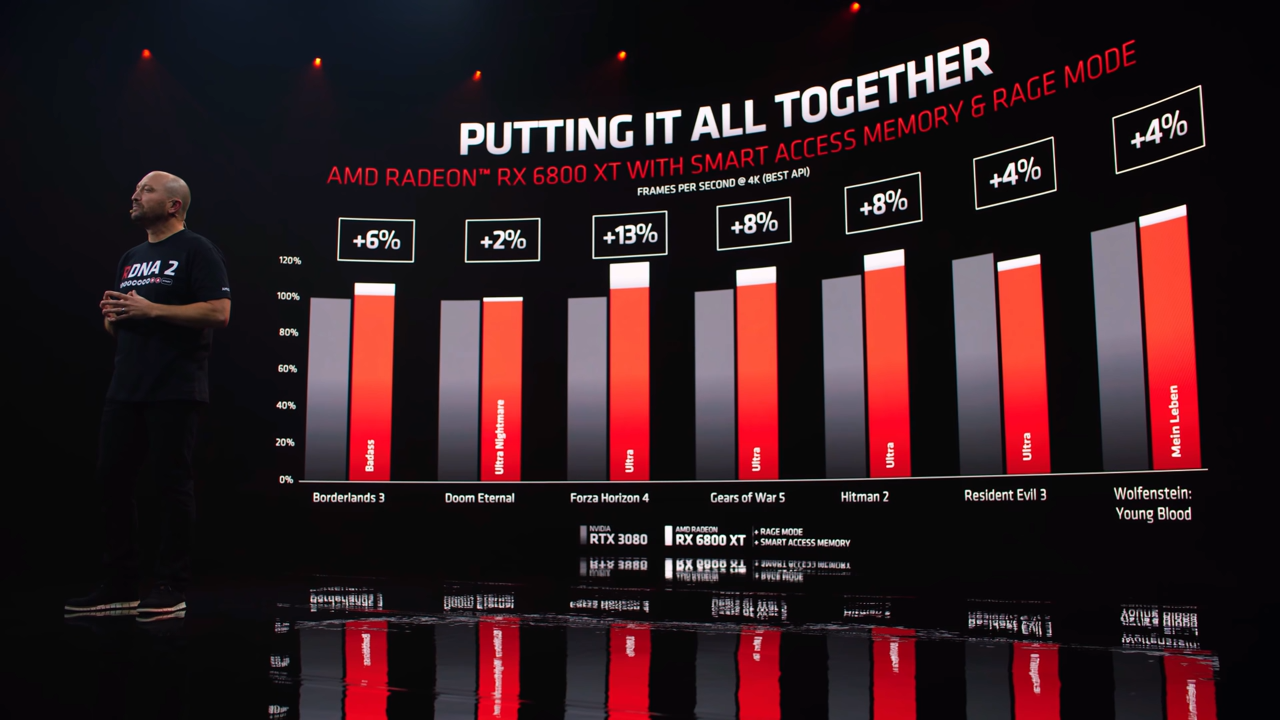 PUTTING IT ALL TOGETHER
AMD RADEON™ RX 6800 XT WITH SMART ACCESS MEMORY & RAGE MODE
FRAMES PER SECOND @ 4K (BEST API)
+6%
+2%
+13%
+8%
+8%
+4%
+4%
120%
100%
80%
60%
40%
20%
0%
Badass
Ultra Nightmare
Ultra
Ultra
Ultra
Ultra
Mein Leben
Borderlands 3
Doom Eternal
Forza Horizon 4
Gears of War 5
Hitman 2
Resident Evil 3
Wolfenstein:
Young Blood
NVIDIA
RTX 3080
AMD RADEON
RX 6800 XT
+ RAGE MODE
+ SMART ACCESS MEMORY
RDNA 2